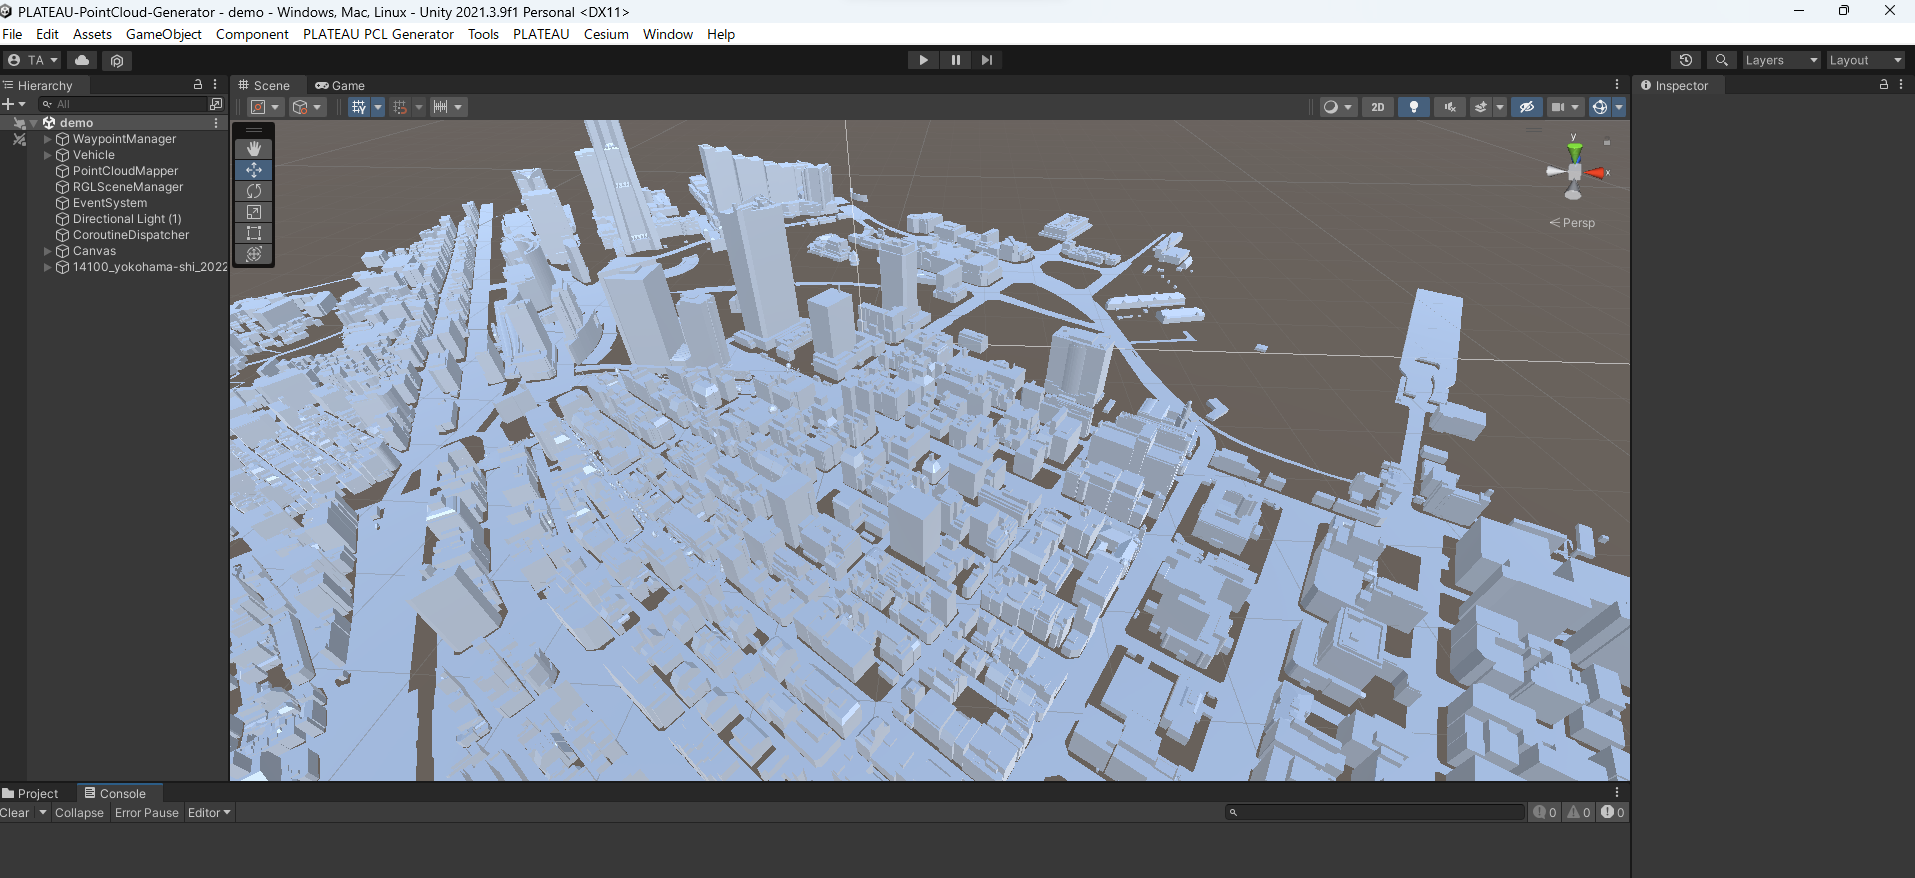 PLATEAU-PointCloud-Generator - demo - Windows, Mac, Linux - Unity 2021.3.9f1 Personal <DX11>
File Edit Assets GameObject Component PLATEAU PCL Generator Tools PLATEAU Cesium Window Help
TA Layers Layout
Hierarchy
Scene Game
Inspector
All
2D
demo
WaypointManager
Vehicle
PointCloudMapper
RGLSceneManager
EventSystem
Directional Light (1)
CoroutineDispatcher
Canvas
14100_yokohama-shi_2022
y
x
Persp
Project Console
Clear Collapse Error Pause Editor 0 0 0